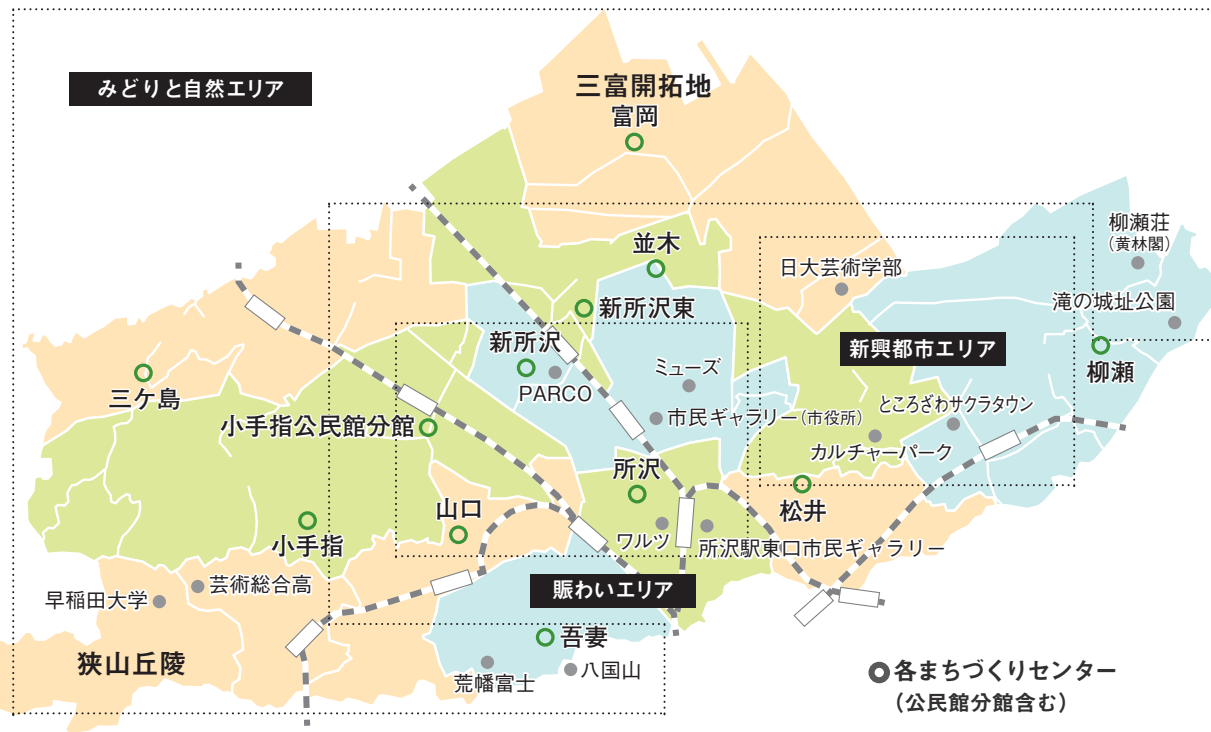 みどりと自然エリア
三富開拓地
富岡
柳瀬荘
(黄林閣)
並木
日大芸術学部
滝の城址公園
新所沢東
新所沢
新興都市エリア
柳瀬
ミューズ
PARCO
三ケ島
小手指公民館分館
市民ギャラリー(市役所)
ところざわサクラタウン
カルチャーパーク
所沢
山口
松井
小手指
ワルツ
所沢駅東口市民ギャラリー
芸術総合高
早稲田大学
賑わいエリア
吾妻
狭山丘陵
荒幡富士
八国山
各まちづくりセンター
(公民館分館含む)